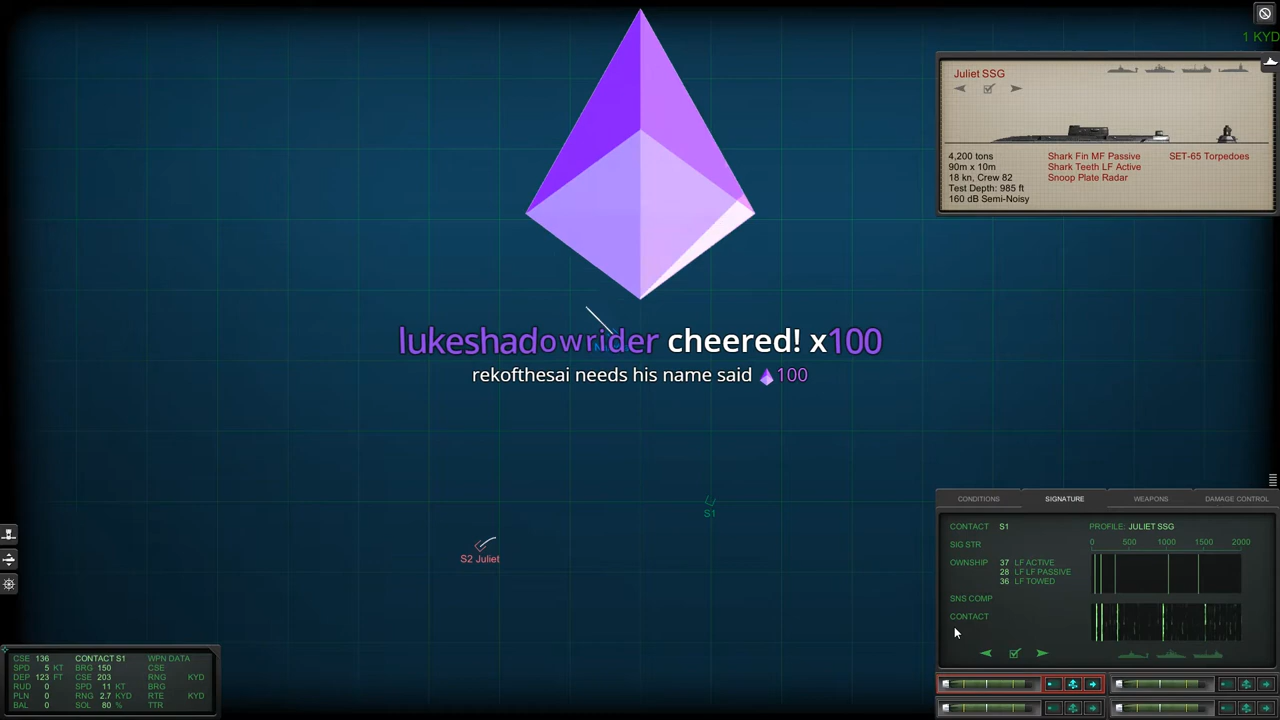 1 KYD
Juliet SSG
4,200 tons
90m x 10m
18 kn, Crew 82
Test Depth: 985 ft
160 dB Semi-Noisy
Shark Fin MF Passive
Shark Teeth LF Active
Snoop Plate Radar
SET-65 Torpedoes
lukeshadowrider cheered! x100
rekofthesai needs his name said 100
S1
S2 Juliet
CONDITIONS SIGNATURE WEAPONS DAMAGE CONTROL
CONTACT S1 PROFILE: JULIET SSG
SIG STR 0 500 1000 1500 2000
OWNSHIP 37 LF ACTIVE
28 LF LF PASSIVE
36 LF TOWED
SNS COMP
CONTACT
CSE 136 CONTACT S1 WPN DATA
SPD 5 KT BRG 150 CSE
DEP 123 FT CSE 203 RNG KYD
RUD 0 SPD 11 KT BRG
PLN 0 RNG 2.7 KYD RTE KYD
BAL 0 SOL 80 % TTR